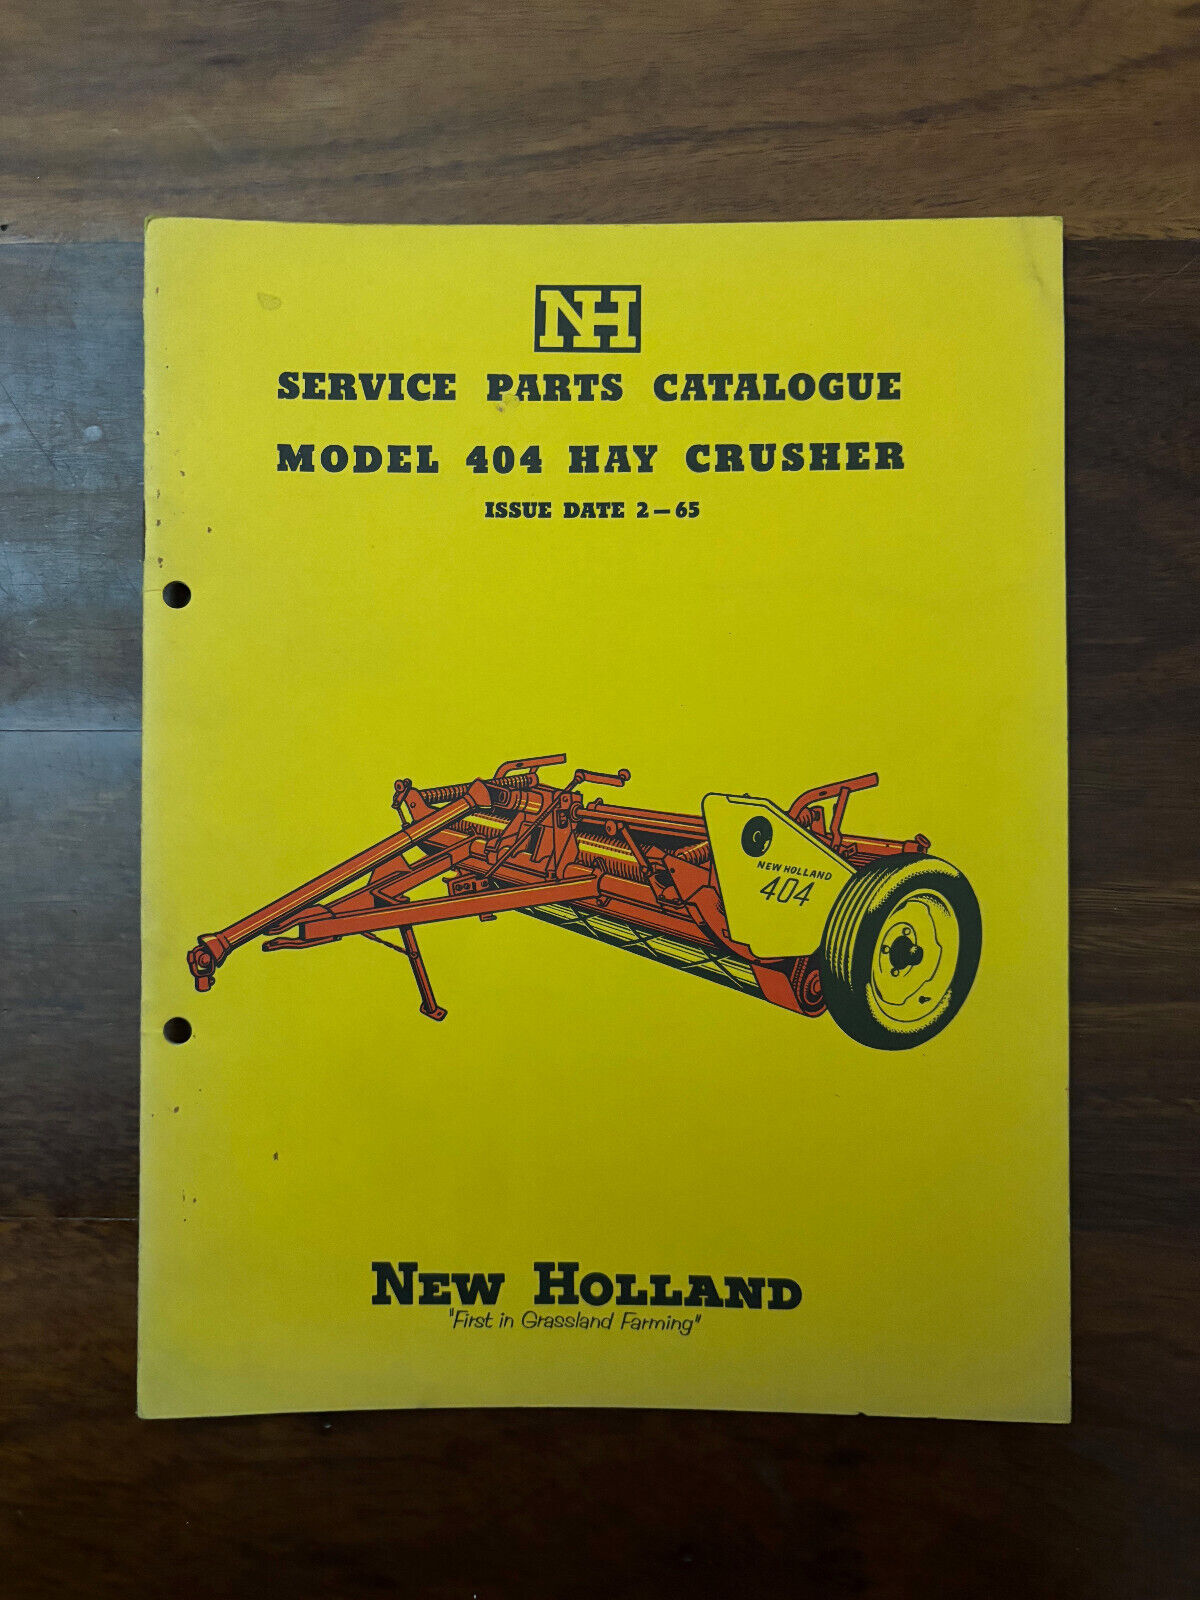 NH
SERVICE PARTS CATALOGUE
MODEL 404 HAY CRUSHER
ISSUE DATE 2-65
NEW HOLLAND
404
NEW HOLLAND
"First in Grassland Farming"